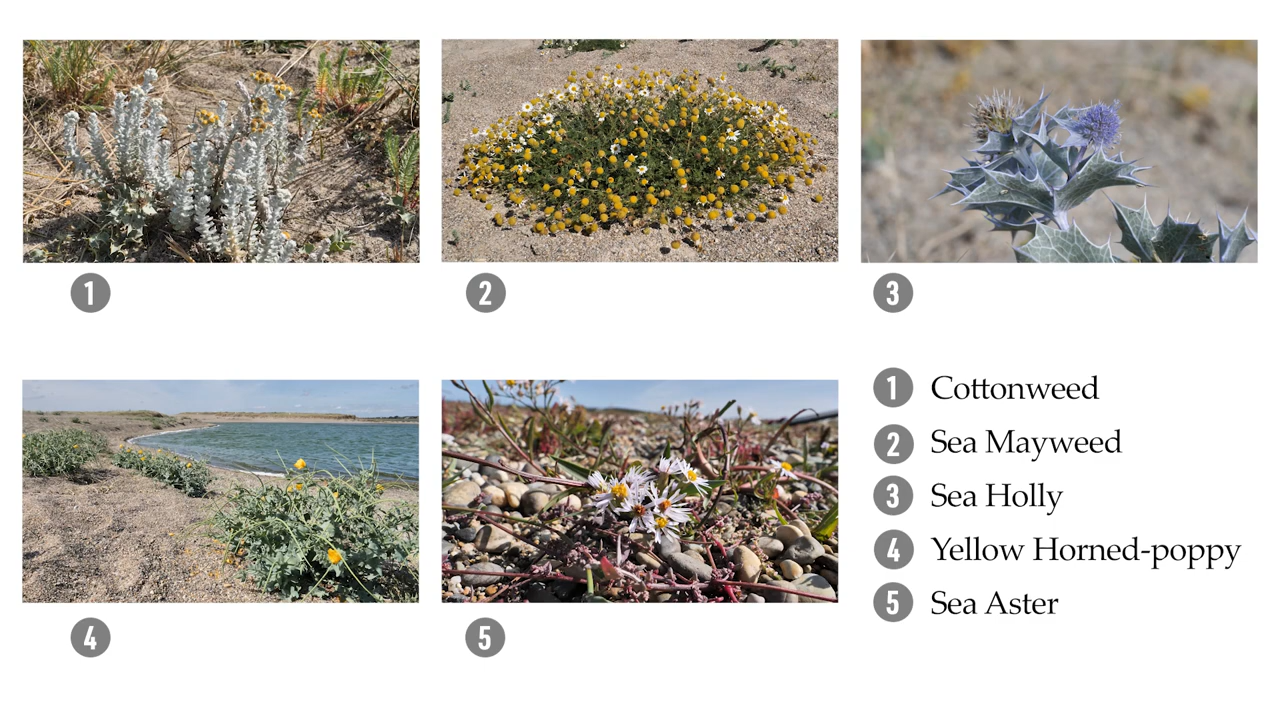 1
2
3
4
5
1 Cottonweed
2 Sea Mayweed
3 Sea Holly
4 Yellow Horned-poppy
5 Sea Aster